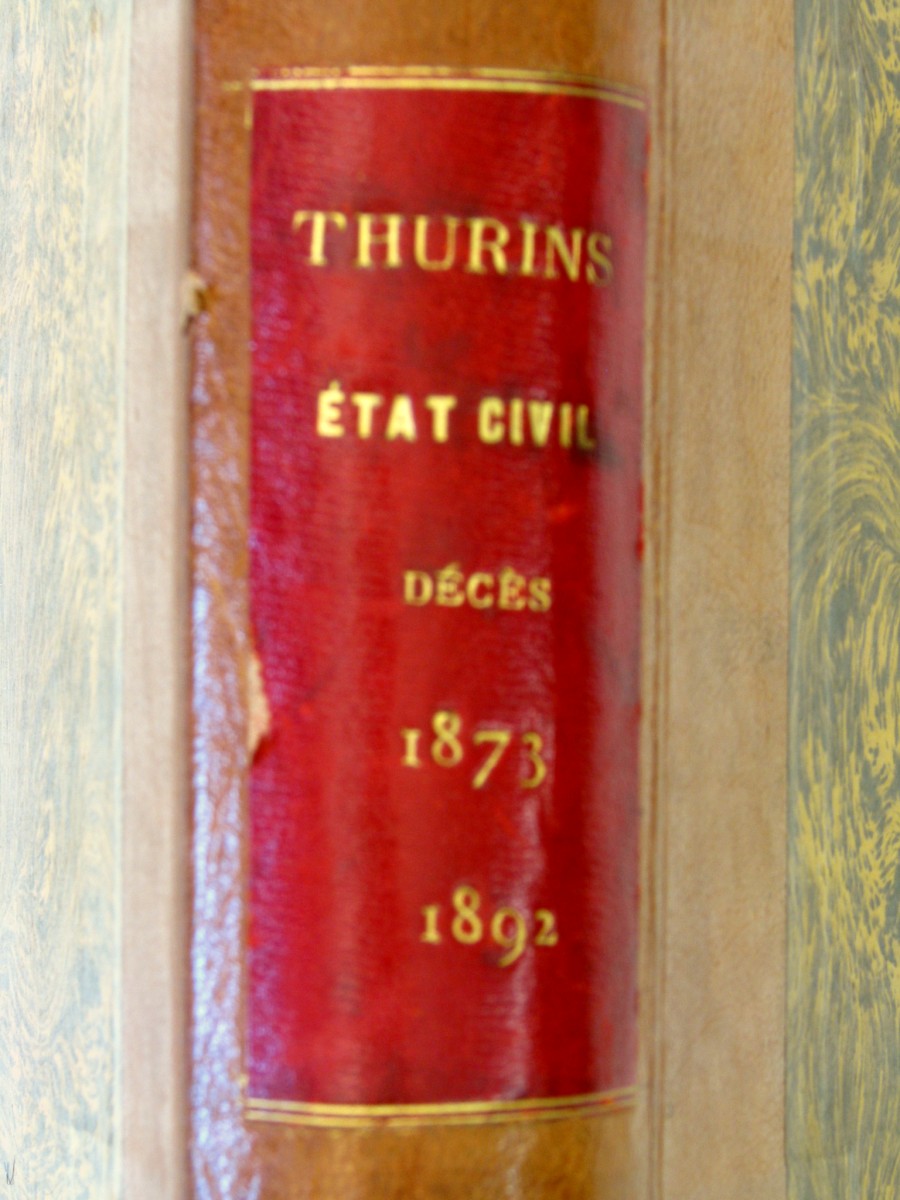 THURINS
ÉTAT CIVIL
DÉCÈS
1873
1892